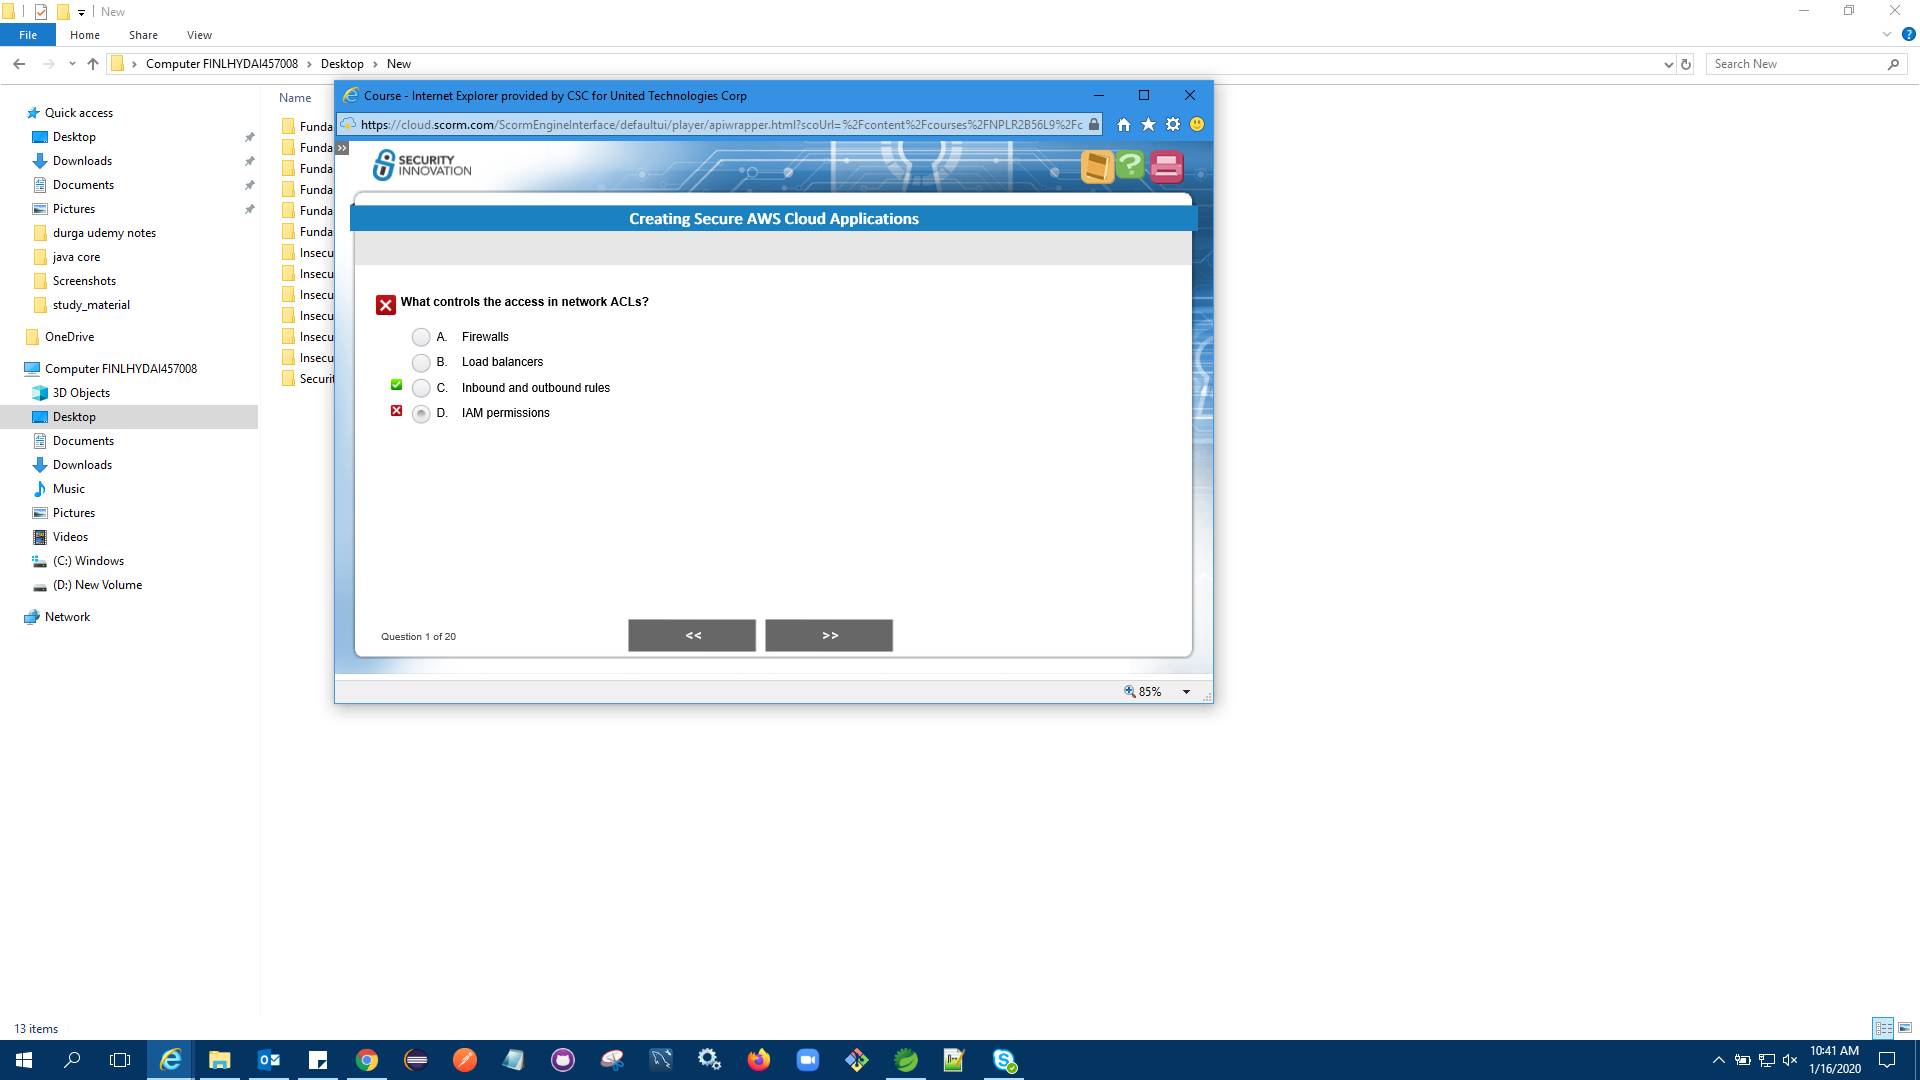 New
File
Home
Share
View
Computer FINLHYDAI457008 > Desktop > New
Search New
Quick access
Desktop
Downloads
Documents
Pictures
durga udemy notes
java core
Screenshots
study_material
OneDrive
Computer FINLHYDAI457008
3D Objects
Desktop
Documents
Downloads
Music
Pictures
Videos
(C:) Windows
(D:) New Volume
Network
Name
Funda
Funda
Funda
Funda
Funda
Funda
Insecu
Insecu
Insecu
Insecu
Insecu
Insecu
Securit
Course - Internet Explorer provided by CSC for United Technologies Corp
https://cloud.scorm.com/ScormEngineInterface/defaultui/player/apiwrapper.html?scoUrl=%2Fcontent%2Fcourses%2FNPLR2B56L9%2Fc
>>
SECURITY
INNOVATION
Creating Secure AWS Cloud Applications
What controls the access in network ACLs?
A. Firewalls
B. Load balancers
C. Inbound and outbound rules
D. IAM permissions
Question 1 of 20
<<
>>
85%
13 items
10:41 AM
1/16/2020